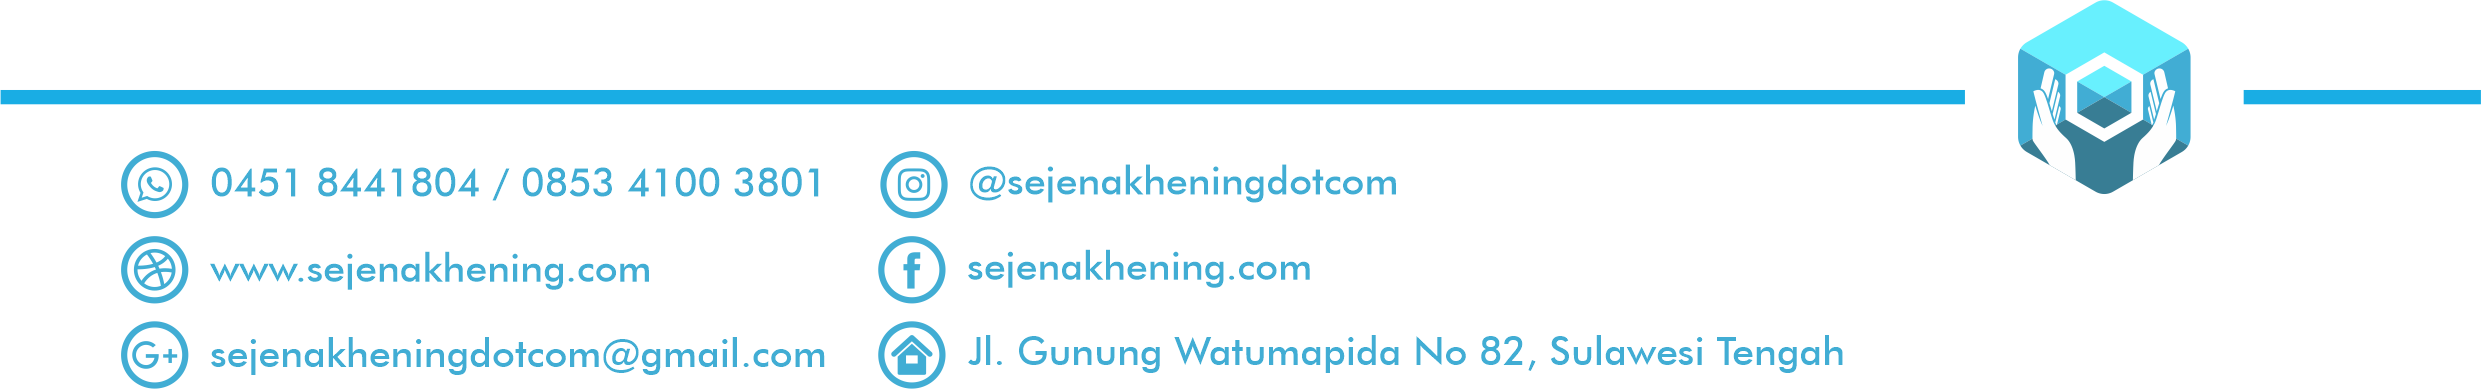 0451 8441804 / 0853 4100 3801
www.sejenakhening.com
sejenakheningdotcom@gmail.com
@sejenakheningdotcom
sejenakhening.com
Jl. Gunung Watumapida No 82, Sulawesi Tengah